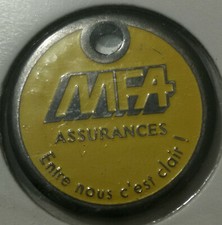 MFA
ASSURANCES
Entre nous c'est clair !